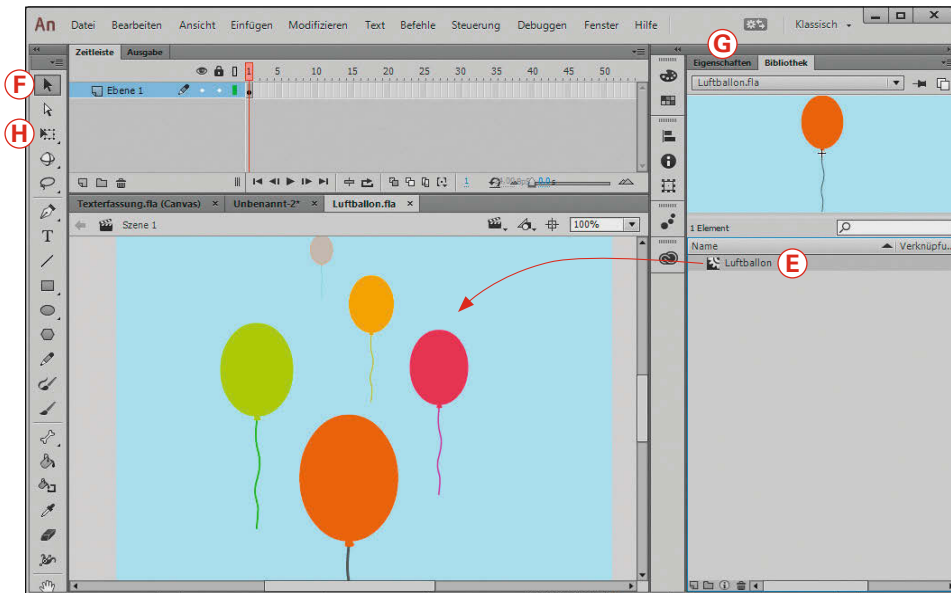 An Datei Bearbeiten Ansicht Einfügen Modifizieren Text Befehle Steuerung Debuggen Fenster Hilfe Klassisch
G
Zeitleiste Ausgabe
Eigenschaften Bibliothek
F
1 5 10 15 20 25 30 35 40 45 50
Luftballon.fla
Ebene 1
H
1
Texterfassung.fla (Canvas) × Unbenannt-2* × Luftballon.fla ×
Szene 1
100%
1 Element
Name Verknüpfu..
Luftballon E
T